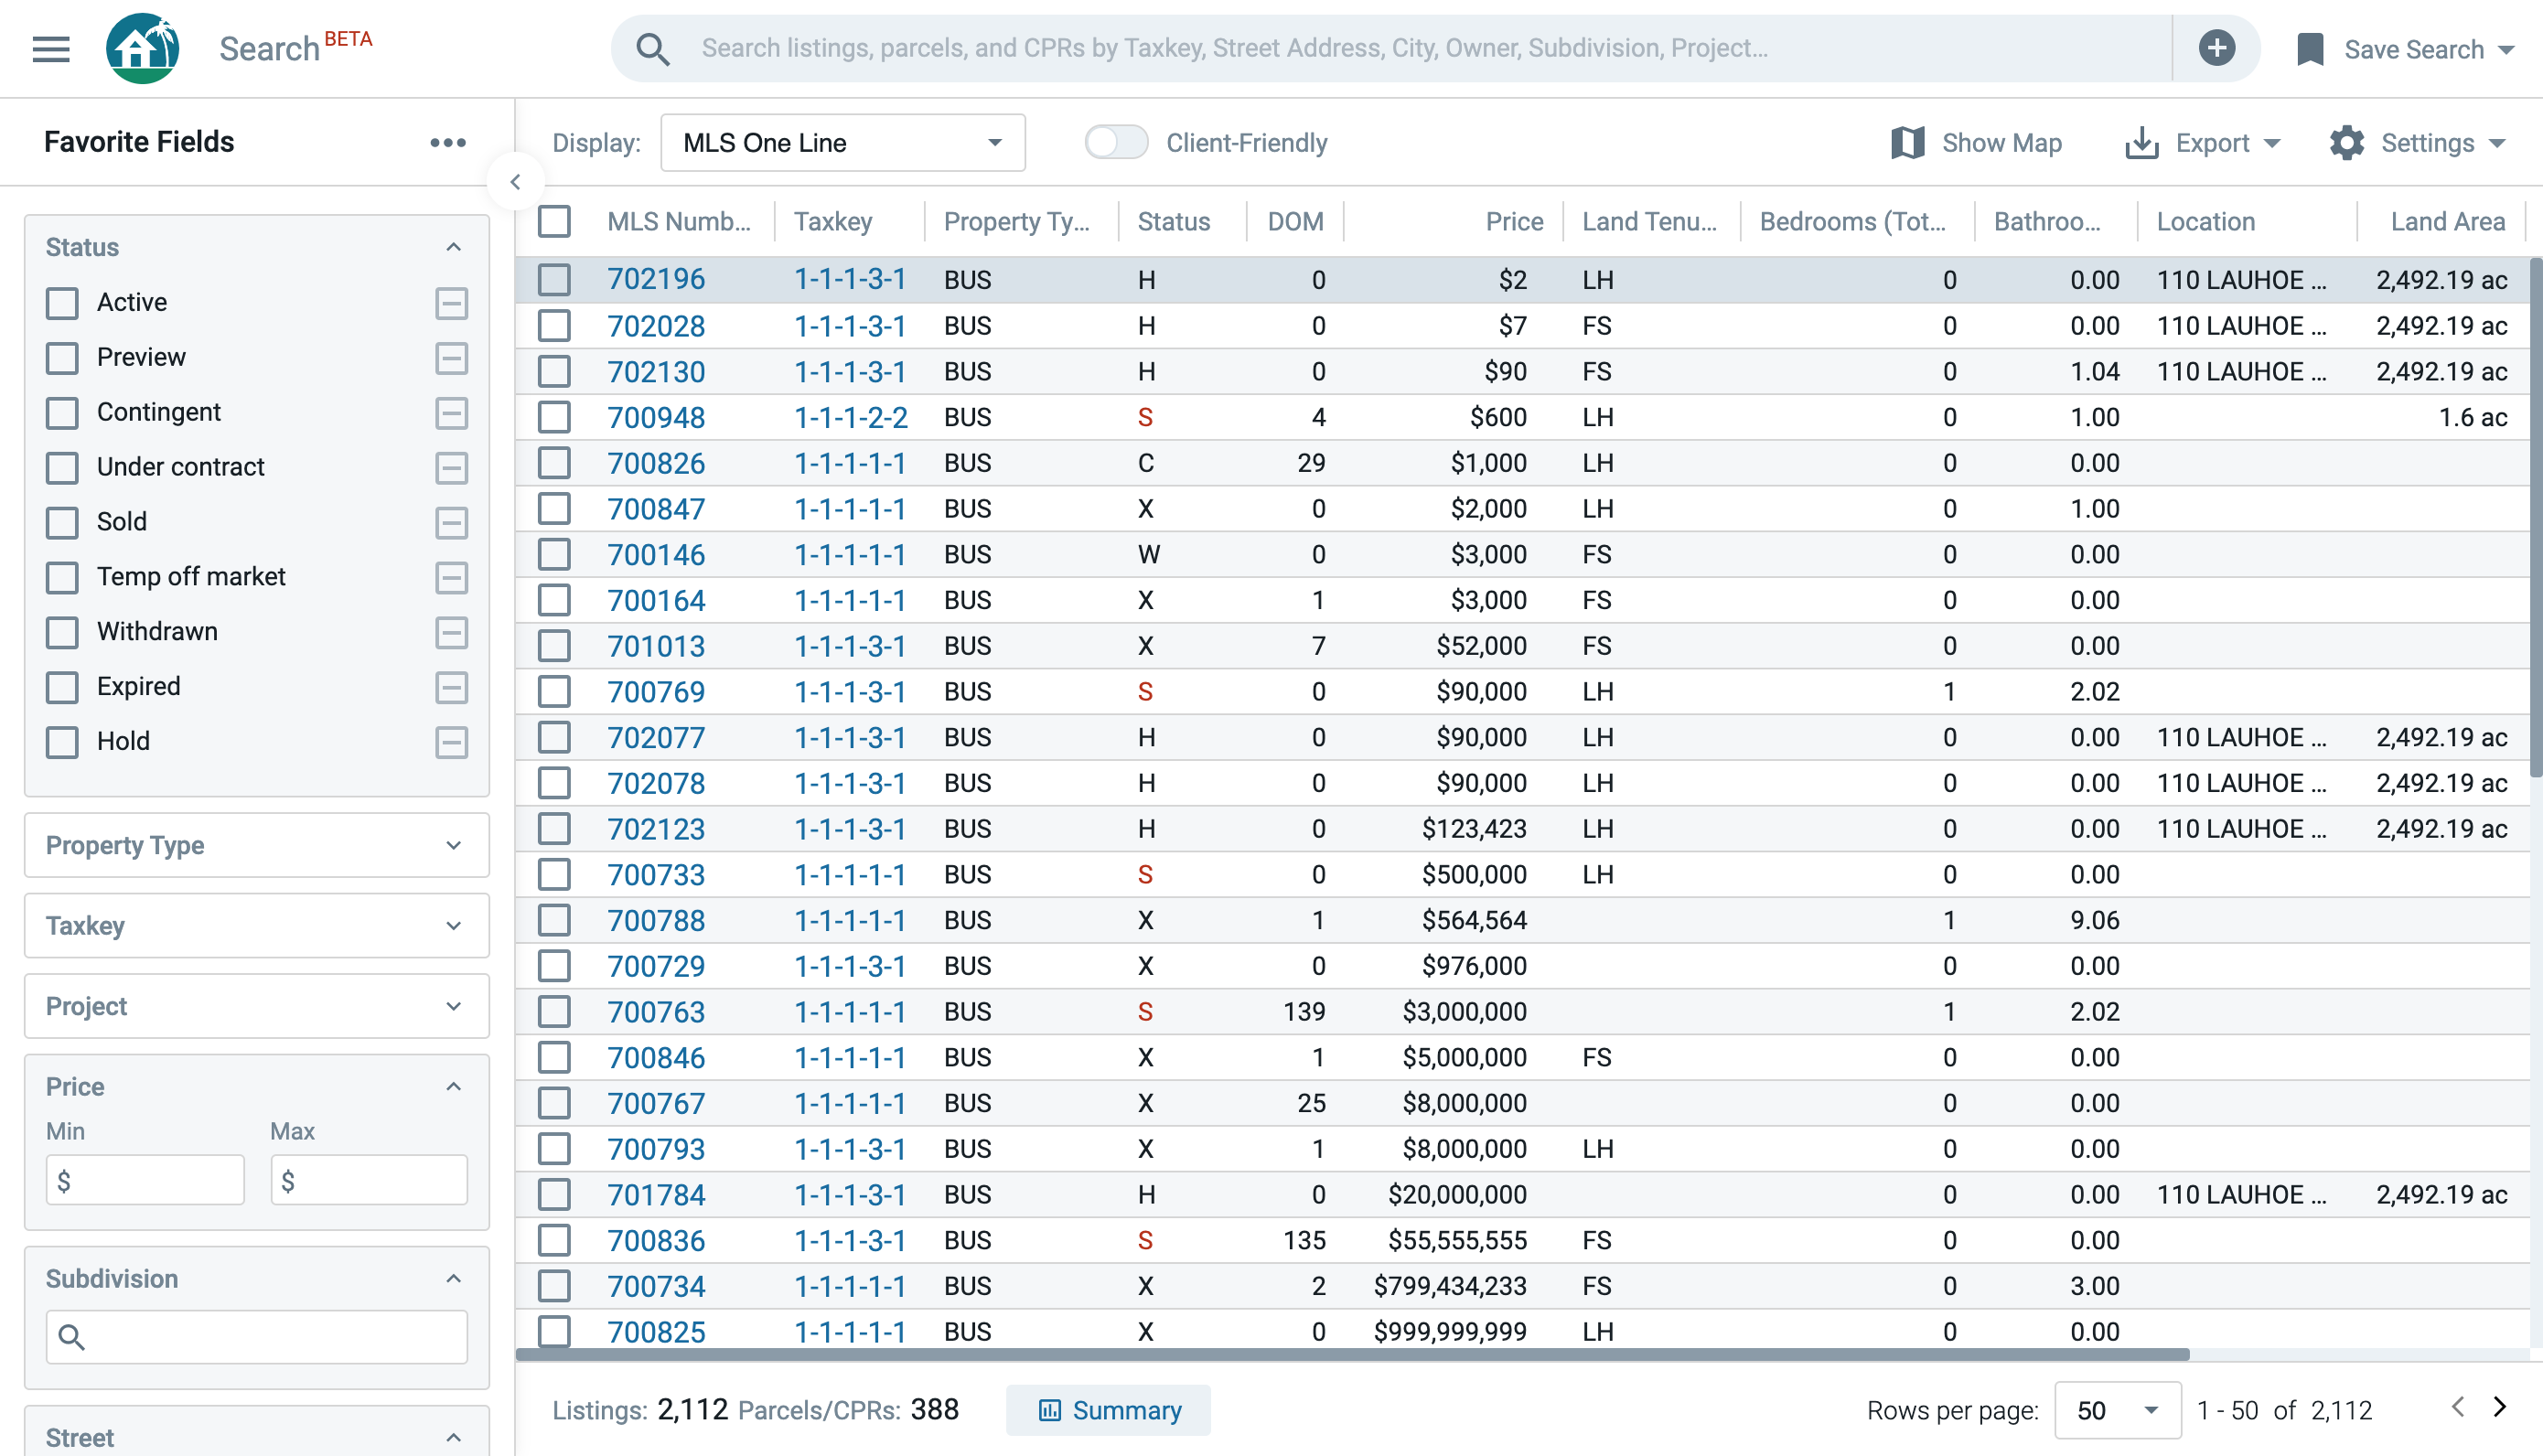 Search BETA
Search listings, parcels, and CPRs by Taxkey, Street Address, City, Owner, Subdivision, Project...
Save Search
Favorite Fields
Display: MLS One Line Client-Friendly Show Map Export Settings
Status
Active
Preview
Contingent
Under contract
Sold
Temp off market
Withdrawn
Expired
Hold
Property Type
Taxkey
Project
Price
Min Max
$ $
Subdivision
Street
MLS Numb... Taxkey Property Ty... Status DOM Price Land Tenu... Bedrooms (Tot... Bathroo... Location Land Area
702196 1-1-1-3-1 BUS H 0 $2 LH 0 0.00 110 LAUHOE ... 2,492.19 ac
702028 1-1-1-3-1 BUS H 0 $7 FS 0 0.00 110 LAUHOE ... 2,492.19 ac
702130 1-1-1-3-1 BUS H 0 $90 FS 0 1.04 110 LAUHOE ... 2,492.19 ac
700948 1-1-1-2-2 BUS S 4 $600 LH 0 1.00 1.6 ac
700826 1-1-1-1-1 BUS C 29 $1,000 LH 0 0.00
700847 1-1-1-1-1 BUS X 0 $2,000 LH 0 1.00
700146 1-1-1-1-1 BUS W 0 $3,000 FS 0 0.00
700164 1-1-1-1-1 BUS X 1 $3,000 FS 0 0.00
701013 1-1-1-3-1 BUS X 7 $52,000 FS 0 0.00
700769 1-1-1-3-1 BUS S 0 $90,000 LH 1 2.02
702077 1-1-1-3-1 BUS H 0 $90,000 LH 0 0.00 110 LAUHOE ... 2,492.19 ac
702078 1-1-1-3-1 BUS H 0 $90,000 LH 0 0.00 110 LAUHOE ... 2,492.19 ac
702123 1-1-1-3-1 BUS H 0 $123,423 LH 0 0.00 110 LAUHOE ... 2,492.19 ac
700733 1-1-1-1-1 BUS S 0 $500,000 LH 0 0.00
700788 1-1-1-1-1 BUS X 1 $564,564 1 9.06
700729 1-1-1-3-1 BUS X 0 $976,000 0 0.00
700763 1-1-1-1-1 BUS S 139 $3,000,000 1 2.02
700846 1-1-1-1-1 BUS X 1 $5,000,000 FS 0 0.00
700767 1-1-1-1-1 BUS X 25 $8,000,000 0 0.00
700793 1-1-1-3-1 BUS X 1 $8,000,000 LH 0 0.00
701784 1-1-1-3-1 BUS H 0 $20,000,000 0 0.00 110 LAUHOE ... 2,492.19 ac
700836 1-1-1-3-1 BUS S 135 $55,555,555 FS 0 0.00
700734 1-1-1-1-1 BUS X 2 $799,434,233 FS 0 3.00
700825 1-1-1-1-1 BUS X 0 $999,999,999 LH 0 0.00
Listings: 2,112 Parcels/CPRs: 388 Summary Rows per page: 50 1 - 50 of 2,112